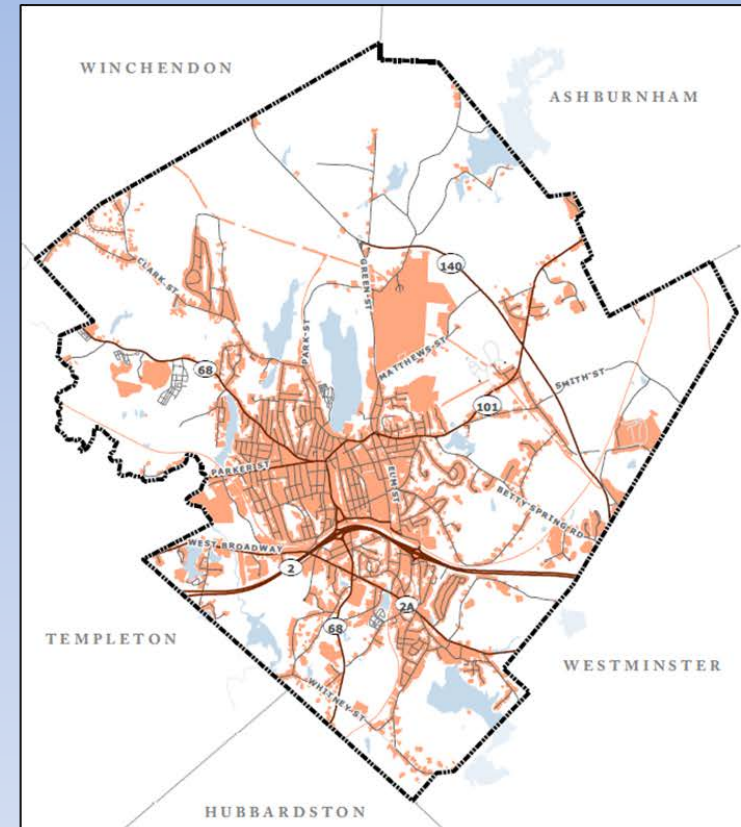 WINCHENDON
ASHBURNHAM
140
CLARK ST
GREEN ST
PARK ST
MATTHEWS ST
68
SMITH ST
101
PARKER ST
ELM ST
BETTY SPRING RD
WEST BROADWAY
2
2A
68
TEMPLETON
WESTMINSTER
WHITNEY ST
HUBBARDSTON